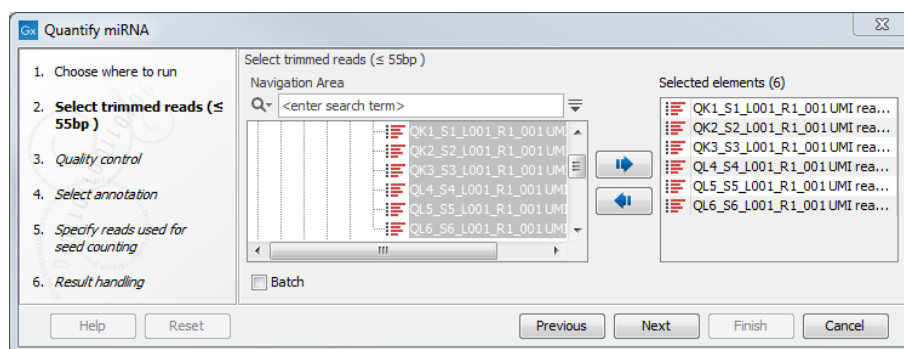 Gx Quantify miRNA
1. Choose where to run
2. Select trimmed reads (≤
55bp )
3. Quality control
4. Select annotation
5. Specify reads used for
seed counting
6. Result handling
Select trimmed reads (≤ 55bp )
Navigation Area
<enter search term>
QK1_S1_L001_R1_001 UMI
QK2_S2_L001_R1_001 UMI
QK3_S3_L001_R1_001 UMI
QL4_S4_L001_R1_001 UMI
QL5_S5_L001_R1_001 UMI
QL6_S6_L001_R1_001 UMI
Batch
Selected elements (6)
QK1_S1_L001_R1_001 UMI rea...
QK2_S2_L001_R1_001 UMI rea...
QK3_S3_L001_R1_001 UMI rea...
QL4_S4_L001_R1_001 UMI rea...
QL5_S5_L001_R1_001 UMI rea...
QL6_S6_L001_R1_001 UMI rea...
Help Reset Previous Next Finish Cancel